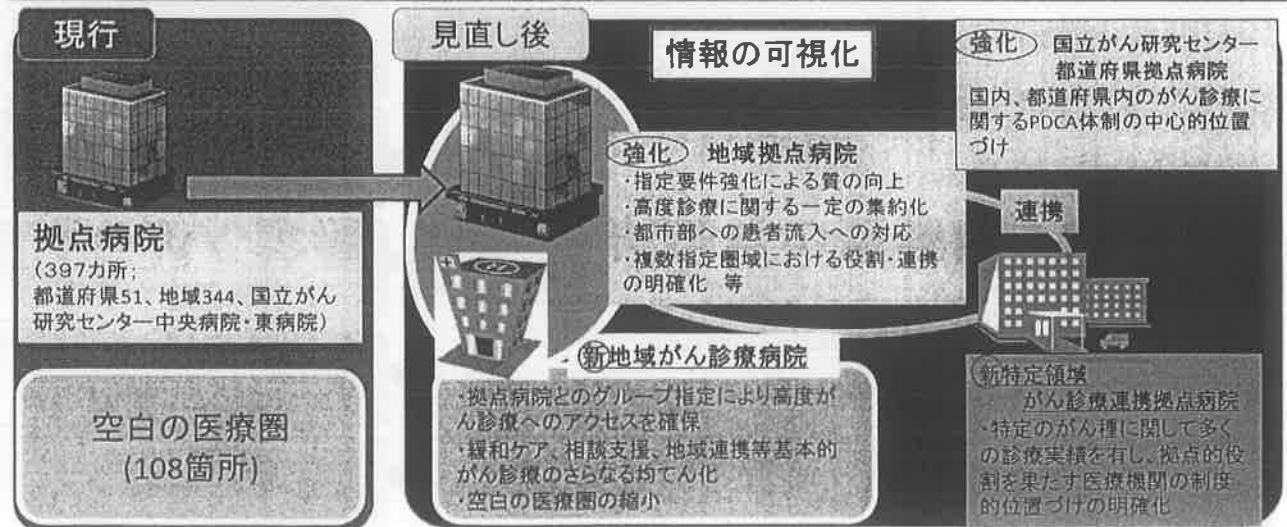 現行
拠点病院
(397カ所;
都道府県51、地域344、国立がん
研究センター中央病院・東病院)
空白の医療圏
(108箇所)
見直し後
情報の可視化
強化 地域拠点病院
・指定要件強化による質の向上
・高度診療に関する一定の集約化
・都市部への患者流入への対応
・複数指定圏域における役割・連携
の明確化 等
新地域がん診療病院
・拠点病院とのグループ指定により高度が
ん診療へのアクセスを確保
・緩和ケア、相談支援、地域連携等基本的
がん診療のさらなる均てん化
・空白の医療圏の縮小
強化 国立がん研究センター
都道府県拠点病院
国内、都道府県内のがん診療に
関するPDCA体制の中心的位置
づけ
連携
新特定領域
がん診療連携拠点病院
・特定のがん種に関して多く
の診療実績を有し、拠点的役
割を果たす医療機関の制度
的位置づけの明確化